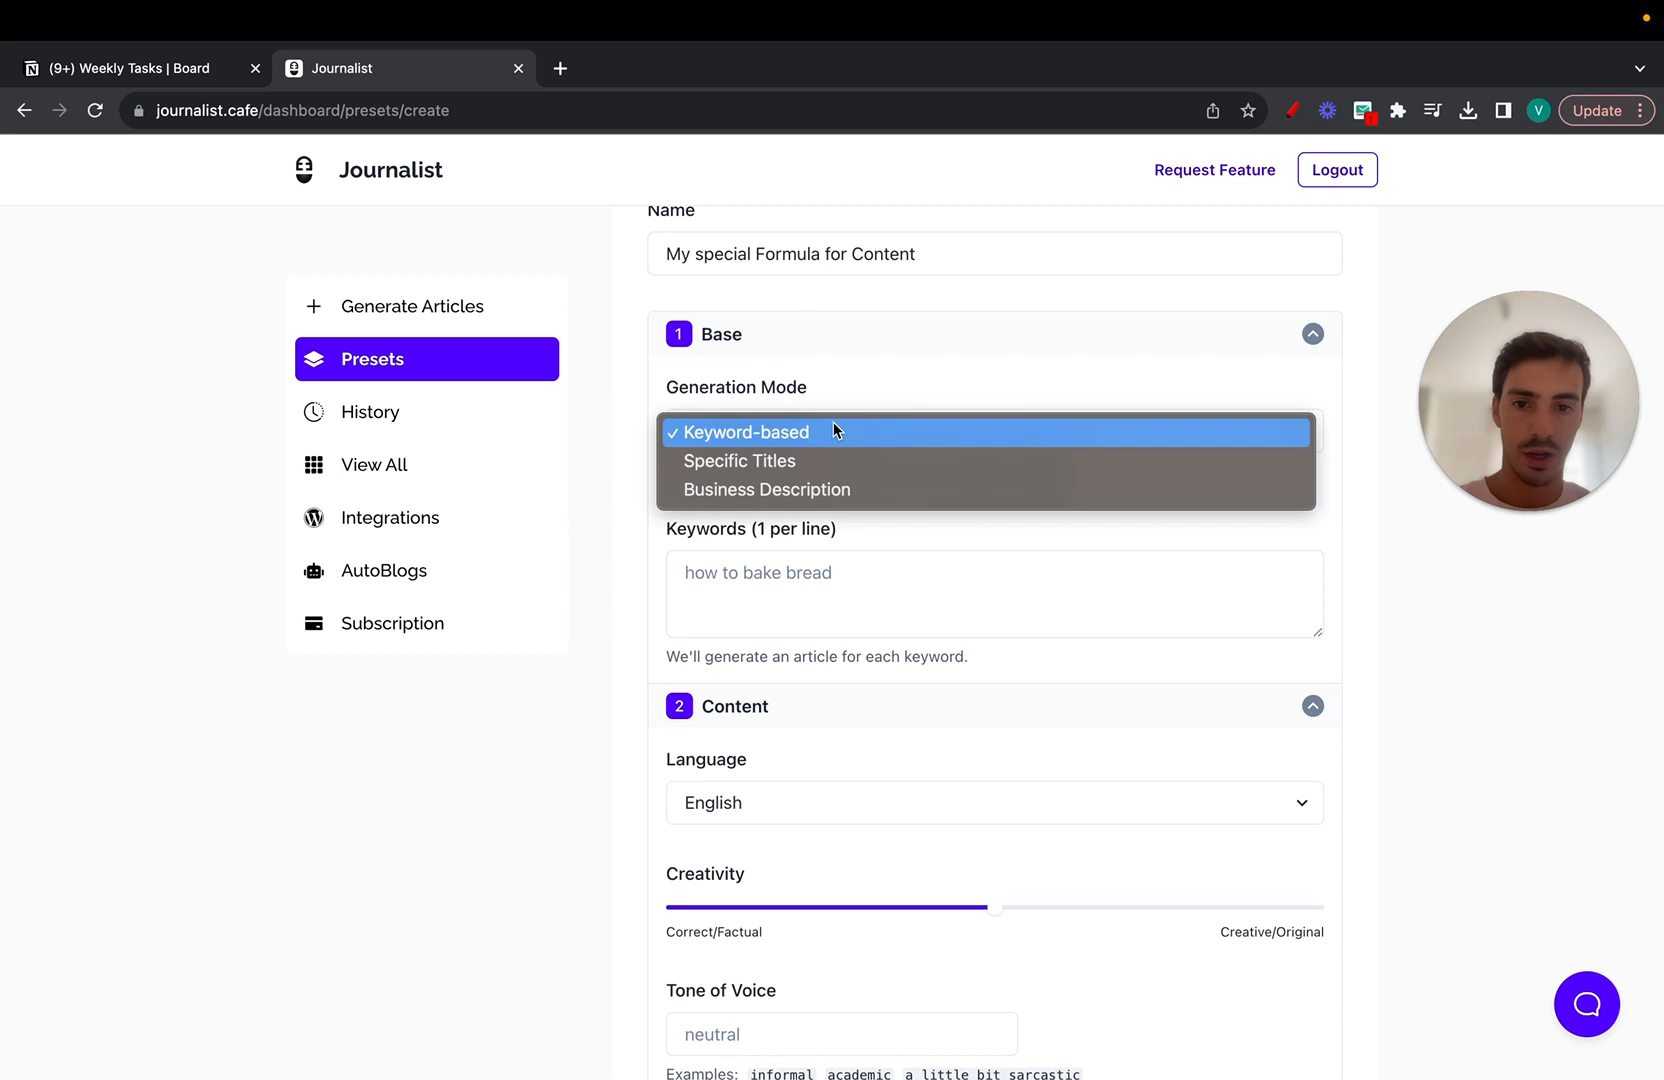 (9+) Weekly Tasks | Board
Journalist
journalist.cafe/dashboard/presets/create
V
Update
Journalist
Request Feature
Logout
Name
My special Formula for Content
Generate Articles
Presets
History
View All
Integrations
AutoBlogs
Subscription
1 Base
Generation Mode
✓ Keyword-based
Specific Titles
Business Description
Keywords (1 per line)
how to bake bread
We'll generate an article for each keyword.
2 Content
Language
English
Creativity
Correct/Factual
Creative/Original
Tone of Voice
neutral
Examples: informal academic a little bit sarcastic